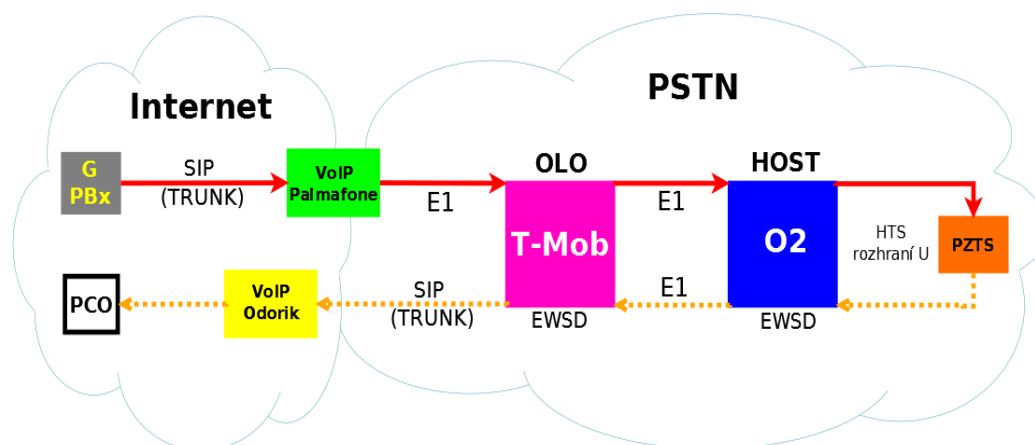 Internet
PSTN
G
PBx
SIP
(TRUNK)
VoIP
Palmafone
E1
OLO
T-Mob
EWSD
E1
HOST
O2
EWSD
HTS
rozhraní U
PZTS
E1
SIP
(TRUNK)
VoIP
Odorik
PCO